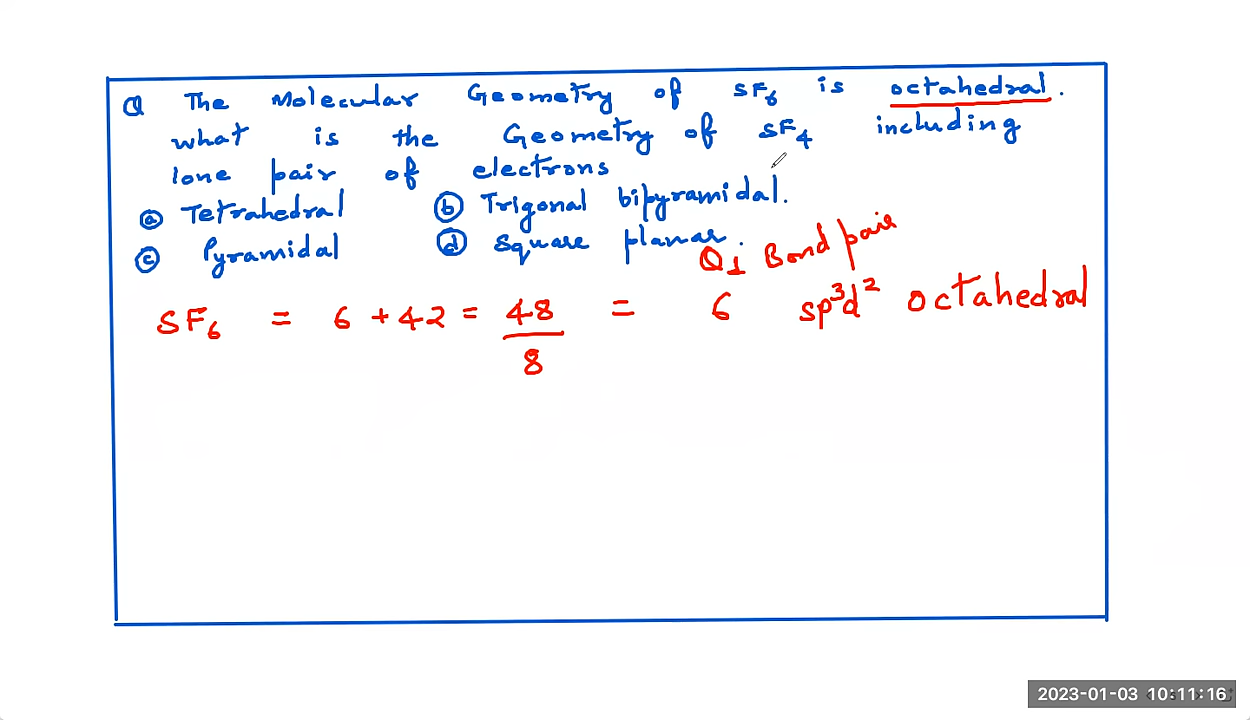 Q The Molecular Geometry of SF₆ is octahedral.
what is the Geometry of SF₄ including
lone pair of electrons
ⓐ Tetrahedral ⓑ Trigonal bipyramidal.
ⓒ Pyramidal ⓓ square planar.
Q₁ Bond pair
SF₆ = 6 + 42 = 48/8 = 6 sp³d² octahedral
2023-01-03 10:11:16